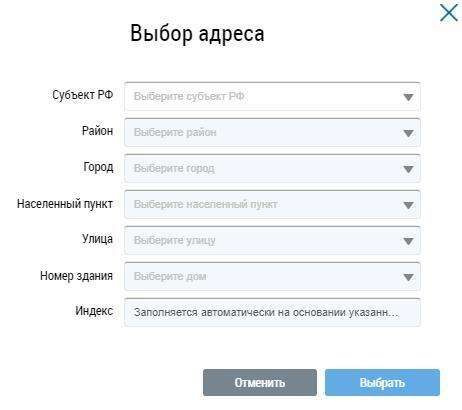 Выбор адреса
Субъект РФ Выберите субъект РФ
Район Выберите район
Город Выберите город
Населенный пункт Выберите населенный пункт
Улица Выберите улицу
Номер здания Выберите дом
Индекс Заполняется автоматически на основании указанн...
Отменить Выбрать